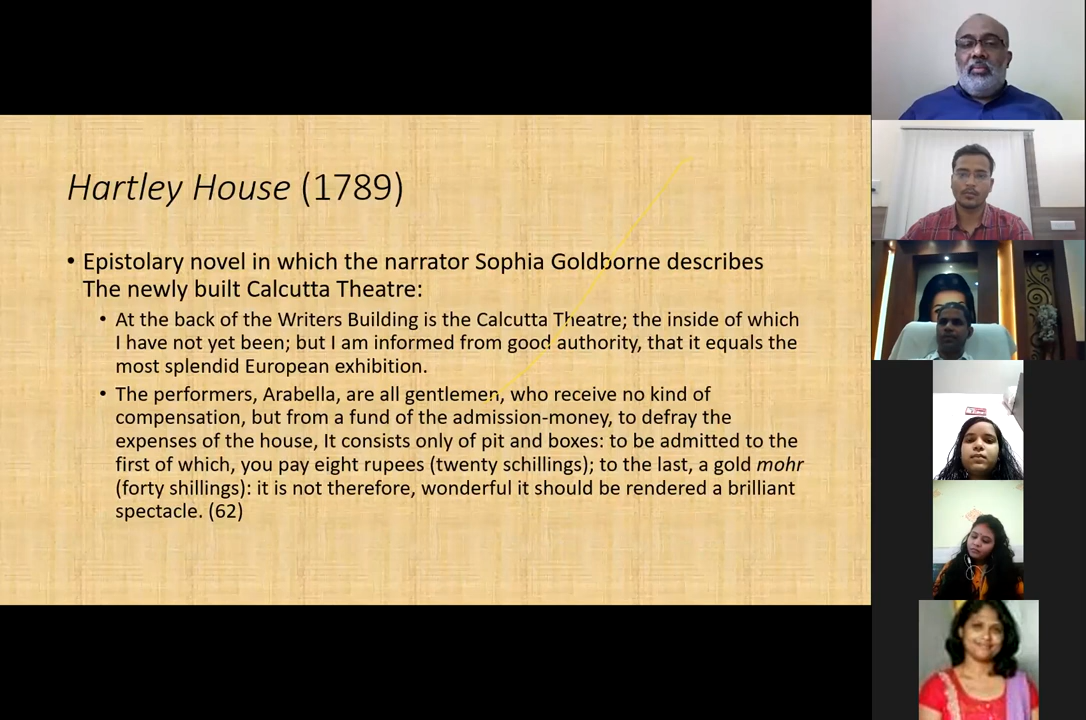 Hartley House (1789)
• Epistolary novel in which the narrator Sophia Goldborne describes
The newly built Calcutta Theatre:
• At the back of the Writers Building is the Calcutta Theatre; the inside of which
I have not yet been; but I am informed from good authority, that it equals the
most splendid European exhibition.
• The performers, Arabella, are all gentlemen, who receive no kind of
compensation, but from a fund of the admission-money, to defray the
expenses of the house, It consists only of pit and boxes: to be admitted to the
first of which, you pay eight rupees (twenty schillings); to the last, a gold mohr
(forty shillings): it is not therefore, wonderful it should be rendered a brilliant
spectacle. (62)